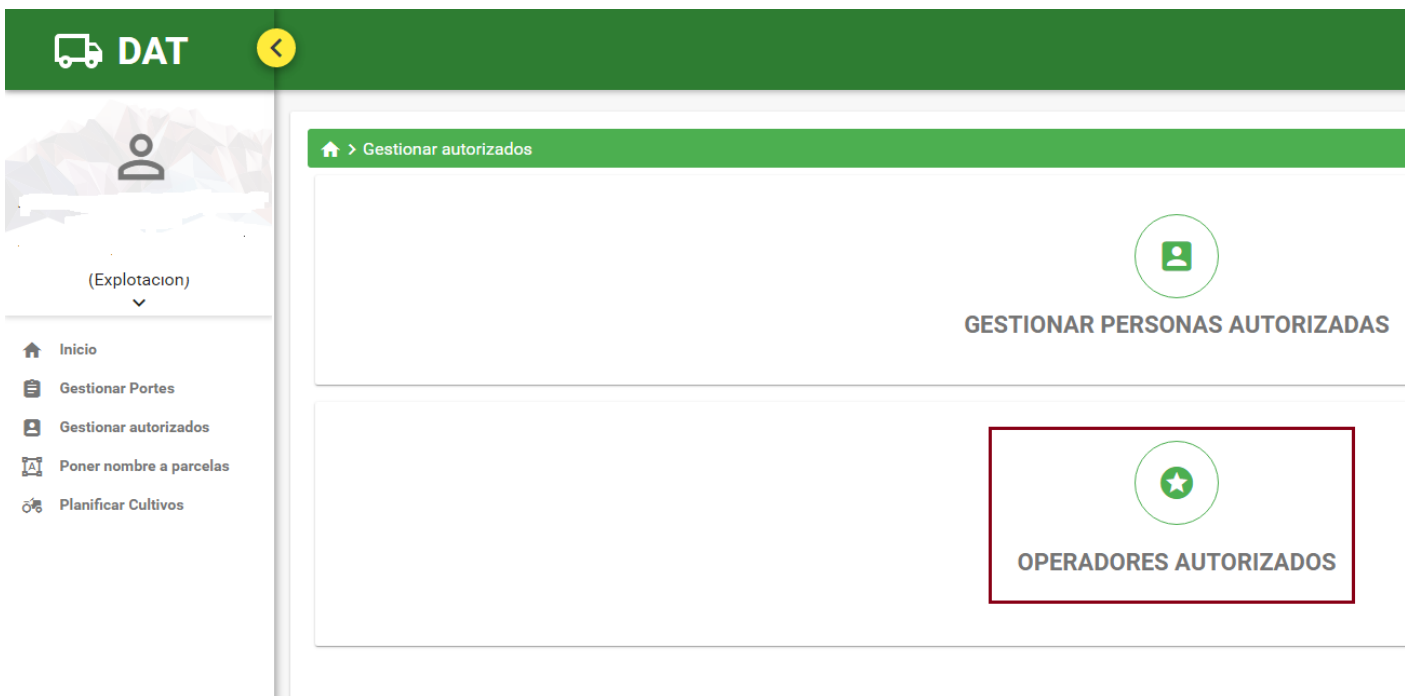 DAT
(Explotacion)
Inicio
Gestionar Portes
Gestionar autorizados
Poner nombre a parcelas
Planificar Cultivos
> Gestionar autorizados
GESTIONAR PERSONAS AUTORIZADAS
OPERADORES AUTORIZADOS